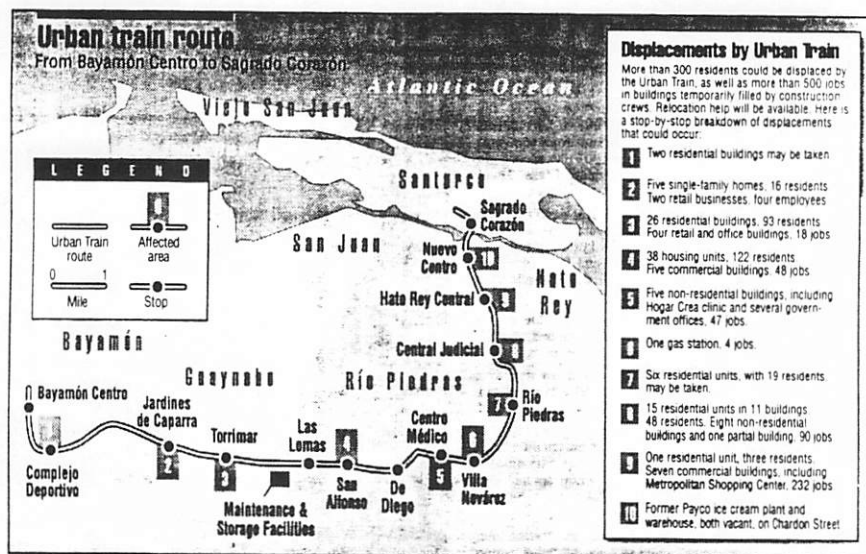 Urban train route
From Bayamón Centro to Sagrado Corazón
Atlantic Ocean
Viejo San Juan
LEGEND
Urban Train
route
Affected
area
0 1
Mile
Stop
Santurce
Sagrado
Corazón
San Juan
Nuevo
Centro
10
Hato
Rey
Hato Rey Central
9
Central Judicial
8
Bayamón
Guaynabo
Río Piedras
Bayamón Centro
Jardines
de Caparra
2
Torrimar
3
Las
Lomas
4
San
Alfonso
Centro
Médico
5
6
7
Río
Piedras
Complejo
Deportivo
Maintenance &
Storage Facilities
De
Diego
Villa
Nevárez
Displacements by Urban Train
More than 300 residents could be displaced by
the Urban Train, as well as more than 500 jobs
in buildings temporarily filled by construction
crews. Relocation help will be available. Here is
a stop-by-stop breakdown of displacements
that could occur:
1 Two residential buildings may be taken
2 Five single-family homes, 16 residents
Two retail businesses, four employees
3 26 residential buildings, 93 residents
Four retail and office buildings, 18 jobs
4 38 housing units, 122 residents
Five commercial buildings, 48 jobs
5 Five non-residential buildings, including
Hogar Crea clinic and several govern-
ment offices, 47 jobs.
6 One gas station, 4 jobs.
7 Six residential units, with 19 residents,
may be taken.
8 15 residential units in 11 buildings
48 residents. Eight non-residential
buildings and one partial building, 90 jobs
9 One residential unit, three residents.
Seven commercial buildings, including
Metropolitan Shopping Center, 232 jobs
10 Former Payco ice cream plant and
warehouse, both vacant, on Chardon Street